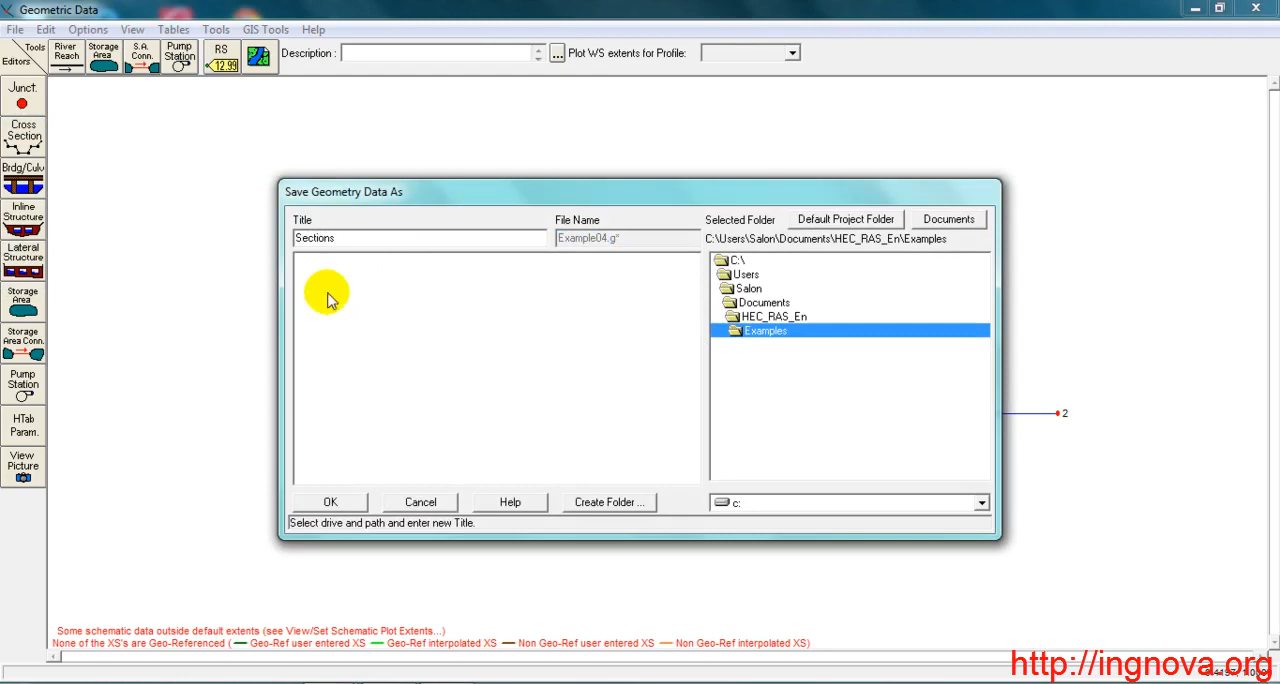 Geometric Data
File Edit Options View Tables Tools GIS Tools Help
Tools
Editors
River
Reach
Storage
Area
S.A.
Conn.
Pump
Station
RS
12.99
Description :
...
Plot WS extents for Profile:
Junct.
Cross
Section
Brdg/Culv
Inline
Structure
Lateral
Structure
Storage
Area
Storage
Area Conn.
Pump
Station
HTab
Param.
View
Picture
Save Geometry Data As
Title
File Name
Selected Folder
Default Project Folder
Documents
Sections
Example04.g*
C:\Users\Salon\Documents\HEC_RAS_En\Examples
C:\
Users
Salon
Documents
HEC_RAS_En
Examples
OK
Cancel
Help
Create Folder ...
c:
Select drive and path and enter new Title.
2
Some schematic data outside default extents (see View/Set Schematic Plot Extents...)
None of the XS's are Geo-Referenced ( Geo-Ref user entered XS Geo-Ref interpolated XS Non Geo-Ref user entered XS Non Geo-Ref interpolated XS)
http://ingnova.org